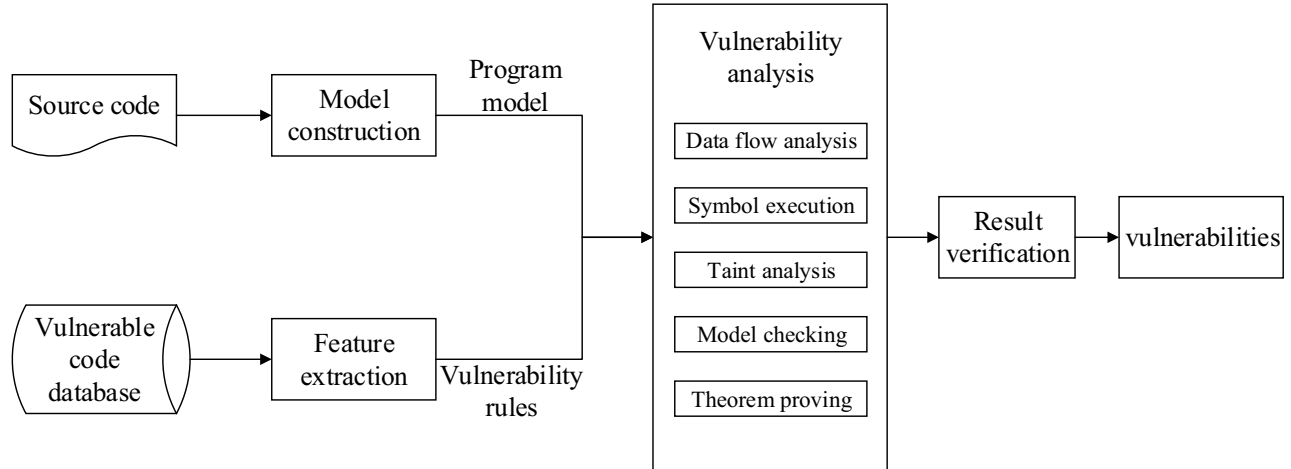 Source code
Model
construction
Program
model
Vulnerable
code
database
Feature
extraction
Vulnerability
rules
Vulnerability
analysis
Data flow analysis
Symbol execution
Taint analysis
Model checking
Theorem proving
Result
verification
vulnerabilities